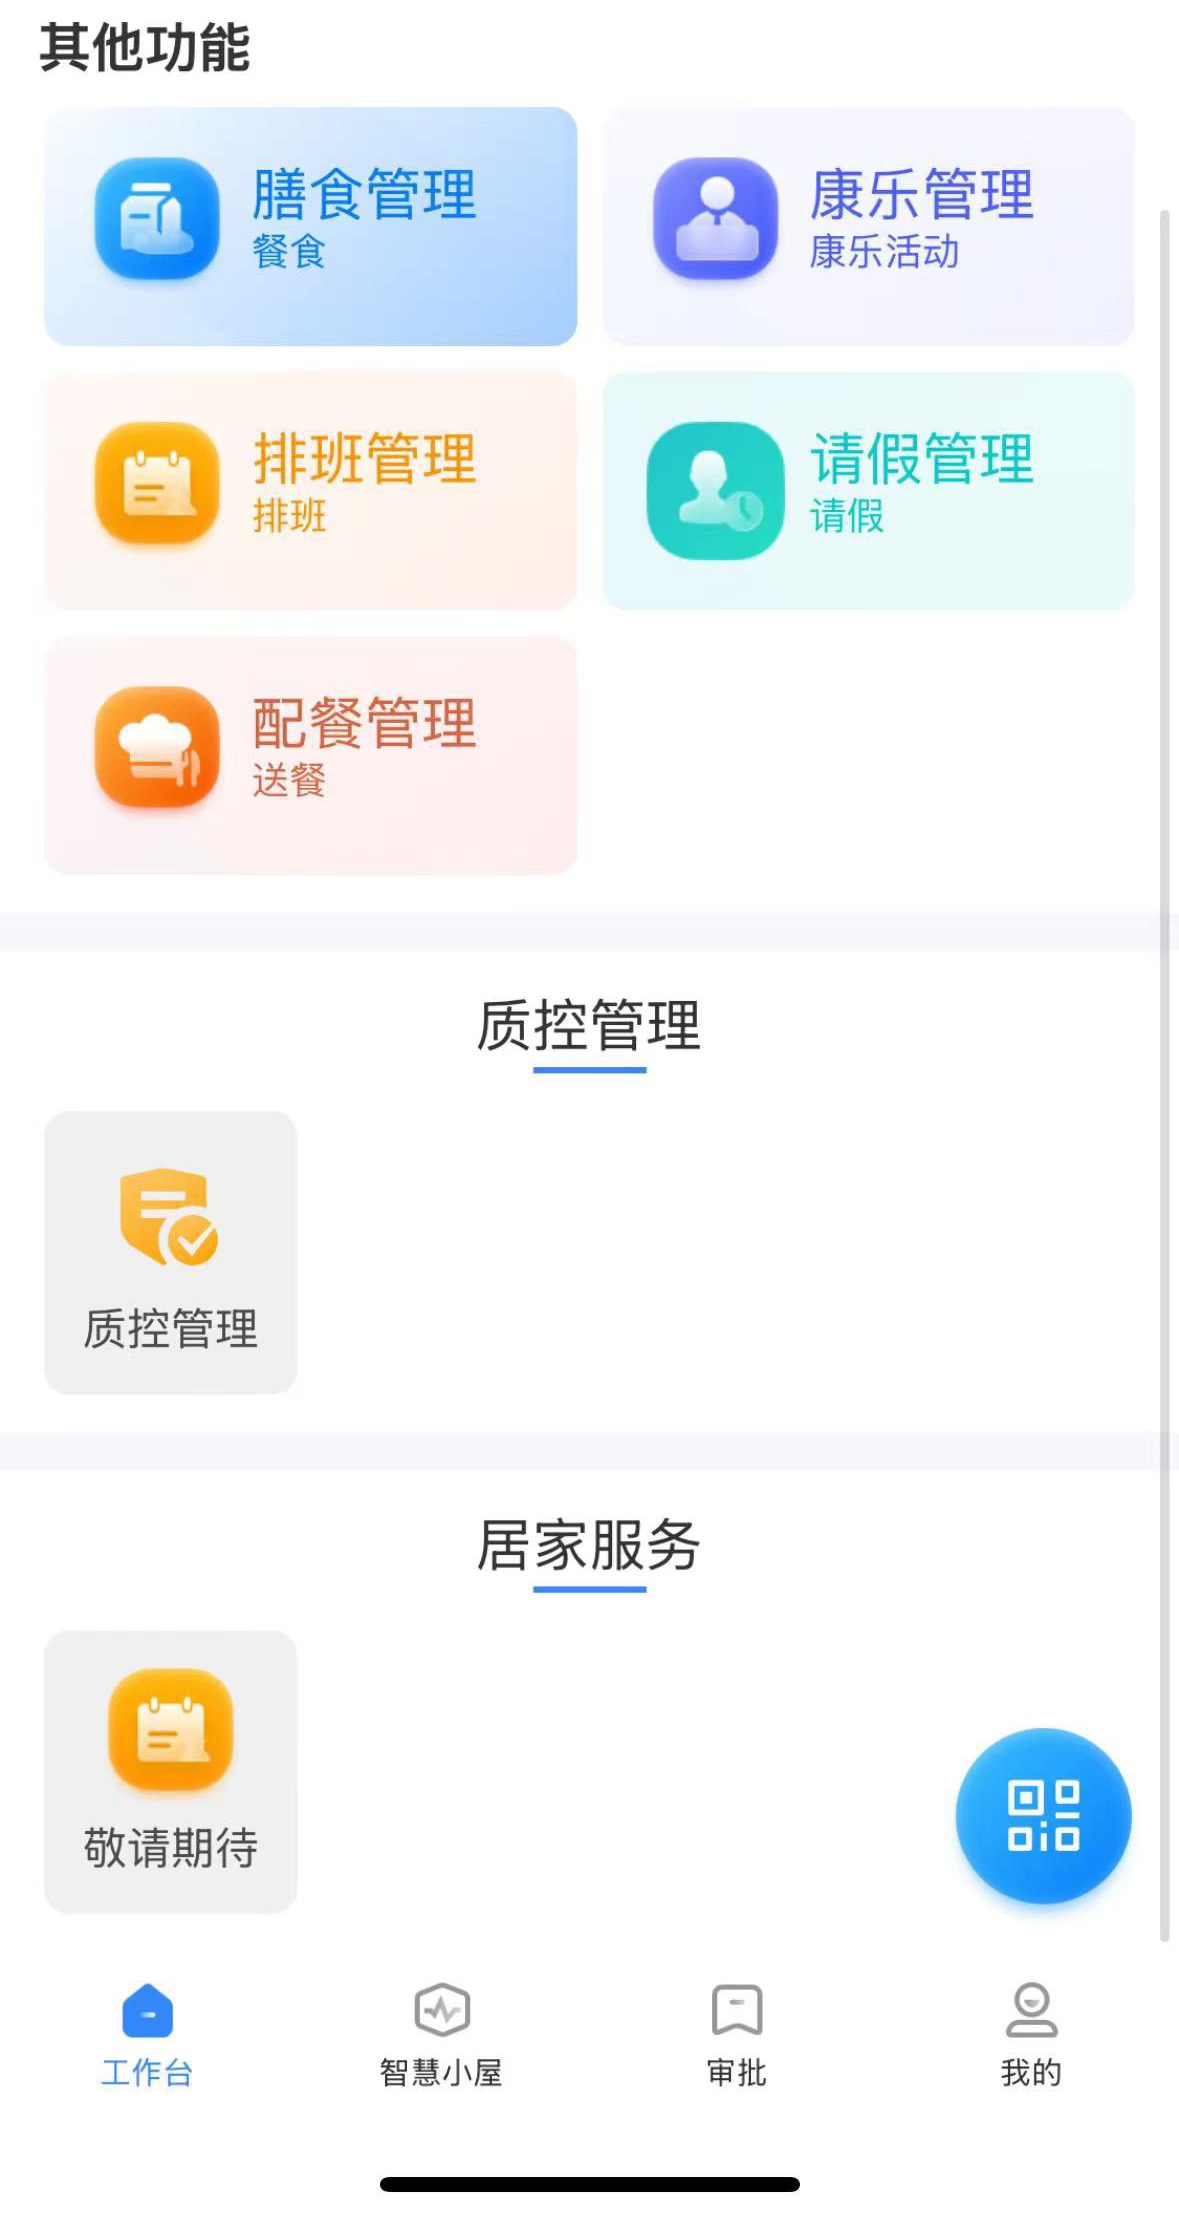 其他功能
膳食管理
餐食
康乐管理
康乐活动
排班管理
排班
请假管理
请假
配餐管理
送餐
质控管理
质控管理
居家服务
敬请期待
工作台
智慧小屋
审批
我的